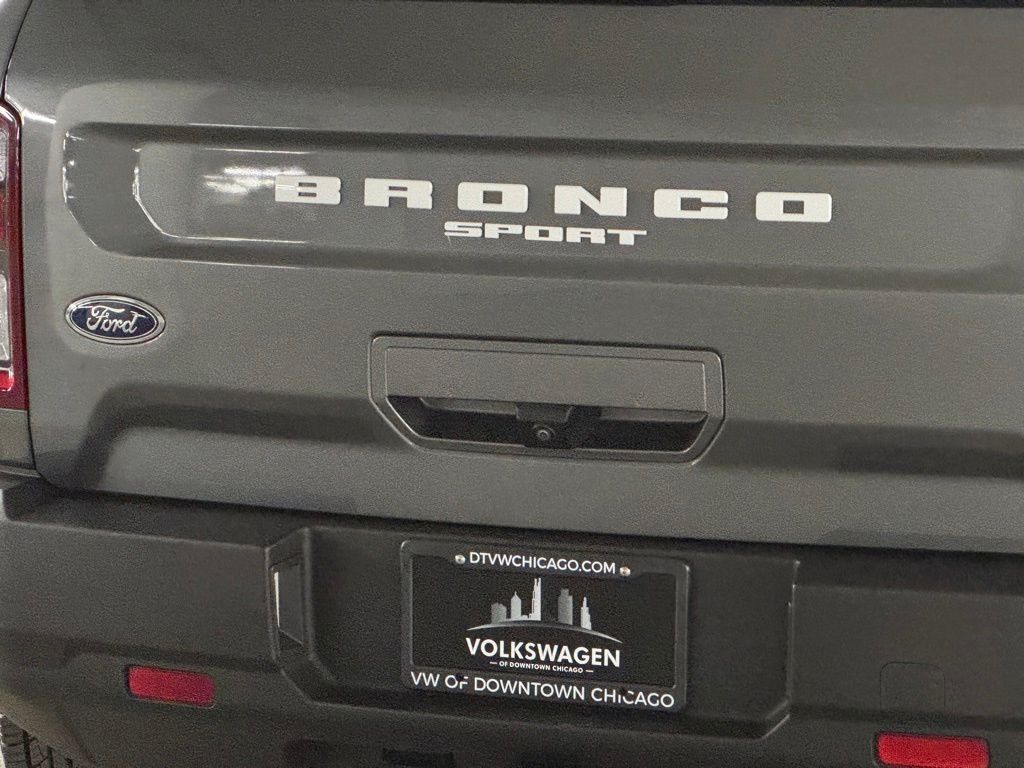 BRONCO
SPORT
Ford
DTVWCHICAGO.COM
VOLKSWAGEN
OF DOWNTOWN CHICAGO
VW OF DOWNTOWN CHICAGO